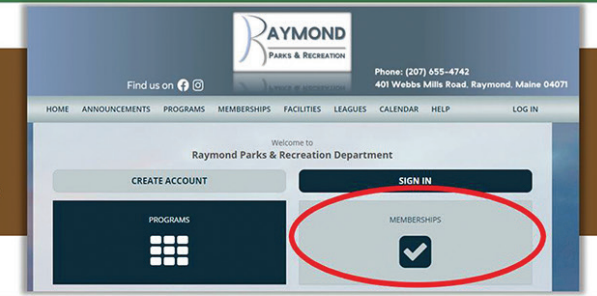 RAYMOND
PARKS & RECREATION
Find us on
Phone: (207) 655-4742
401 Webbs Mills Road, Raymond, Maine 04071
HOME ANNOUNCEMENTS PROGRAMS MEMBERSHIPS FACILITIES LEAGUES CALENDAR HELP LOG IN
Welcome to
Raymond Parks & Recreation Department
CREATE ACCOUNT SIGN IN
PROGRAMS MEMBERSHIPS